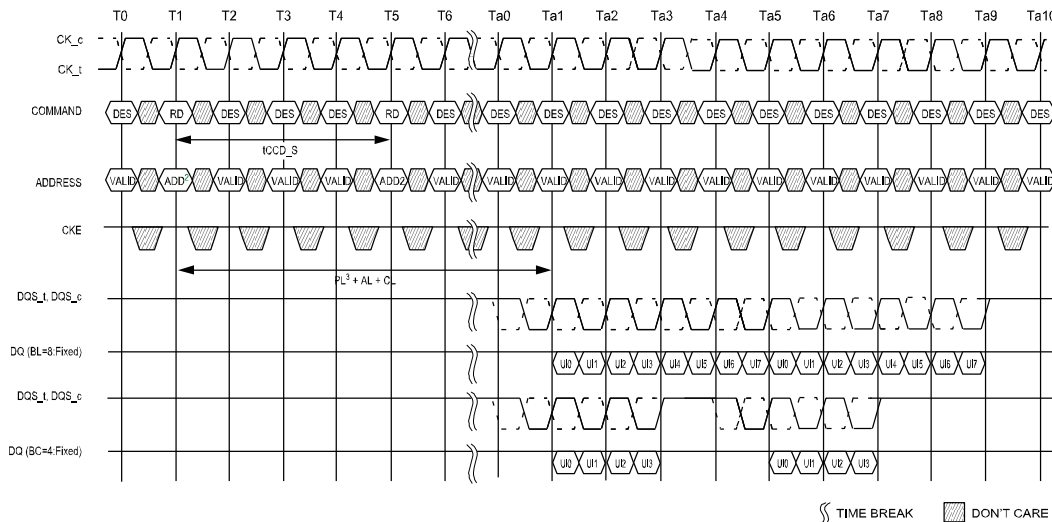 T0 T1 T2 T3 T4 T5 T6 Ta0 Ta1 Ta2 Ta3 Ta4 Ta5 Ta6 Ta7 Ta8 Ta9 Ta10
CK_c
CK_t
COMMAND DES RD DES DES DES RD DES DES DES DES DES DES DES DES DES DES DES DES
tCCD_S
ADDRESS VALID ADD2 VALID VALID VALID ADD2 VALID VALID VALID VALID VALID VALID VALID VALID VALID VALID VALID VALID
CKE
PL3 + AL + CL
DQS_t, DQS_c
DQ (BL=8:Fixed) UI0 UI1 UI2 UI3 UI4 UI5 UI6 UI7 UI0 UI1 UI2 UI3 UI4 UI5 UI6 UI7
DQS_t, DQS_c
DQ (BC=4:Fixed) UI0 UI1 UI2 UI3 UI0 UI1 UI2 UI3
TIME BREAK DON'T CARE